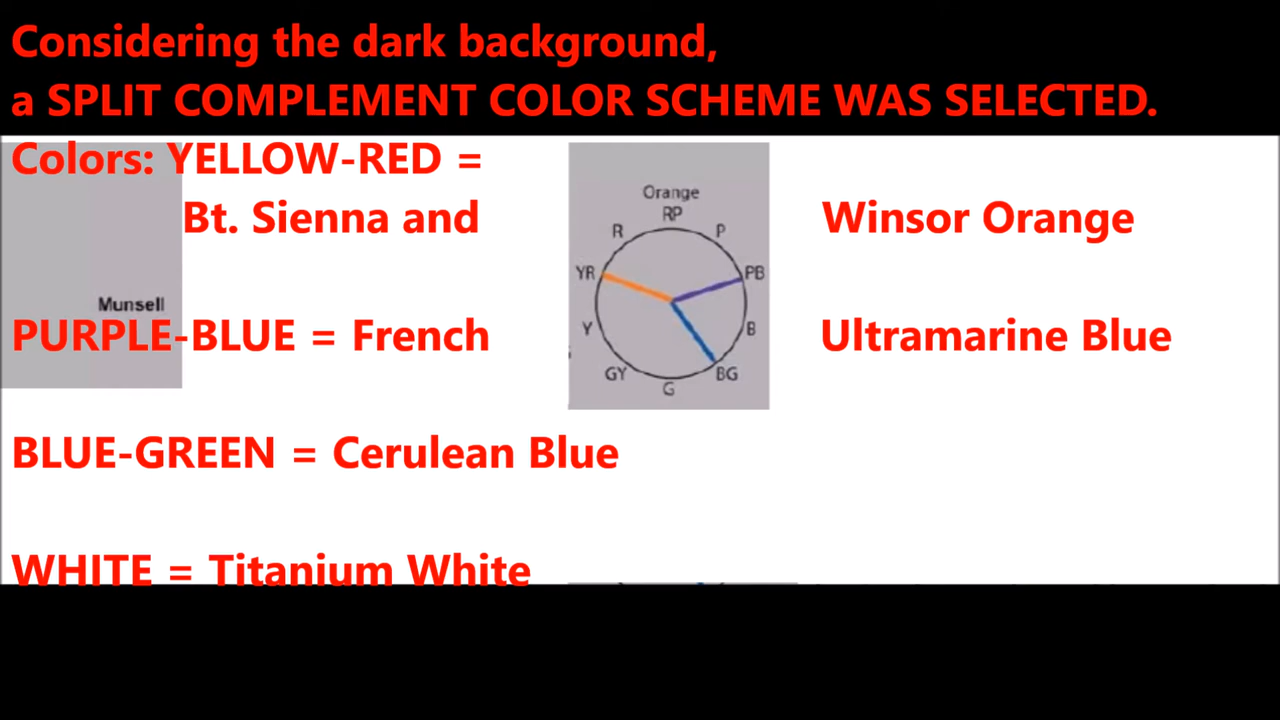 Considering the dark background,
a SPLIT COMPLEMENT COLOR SCHEME WAS SELECTED.
Colors: YELLOW-RED =
Bt. Sienna and Winsor Orange
Munsell
PURPLE-BLUE = French Ultramarine Blue
BLUE-GREEN = Cerulean Blue
WHITE = Titanium White
Orange
RP
R
P
YR
PB
Y
B
GY
BG
G